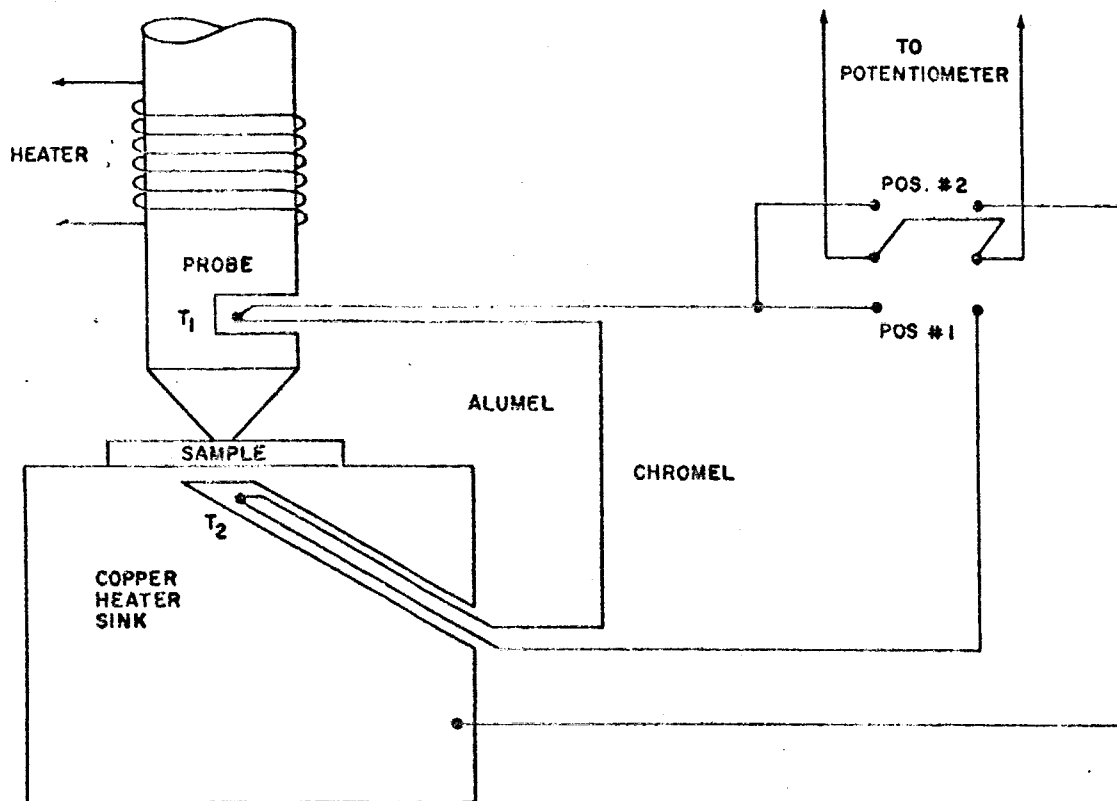 TO
POTENTIOMETER
HEATER
POS. #2
PROBE
T1
POS #1
ALUMEL
SAMPLE
CHROMEL
T2
COPPER
HEATER
SINK